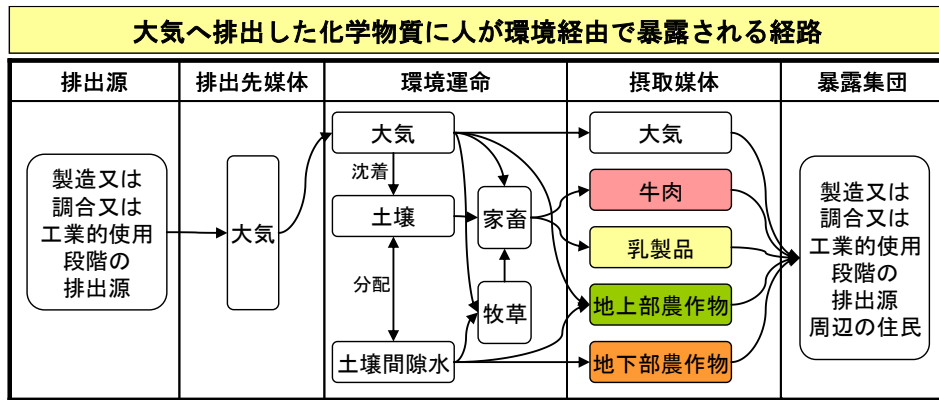 大気へ排出した化学物質に人が環境経由で暴露される経路
排出源
排出先媒体
環境運命
摂取媒体
暴露集団
製造又は
調合又は
工業的使用
段階の
排出源
大気
大気
沈着
土壌
分配
土壌間隙水
家畜
牧草
大気
牛肉
乳製品
地上部農作物
地下部農作物
製造又は
調合又は
工業的使用
段階の
排出源
周辺の住民